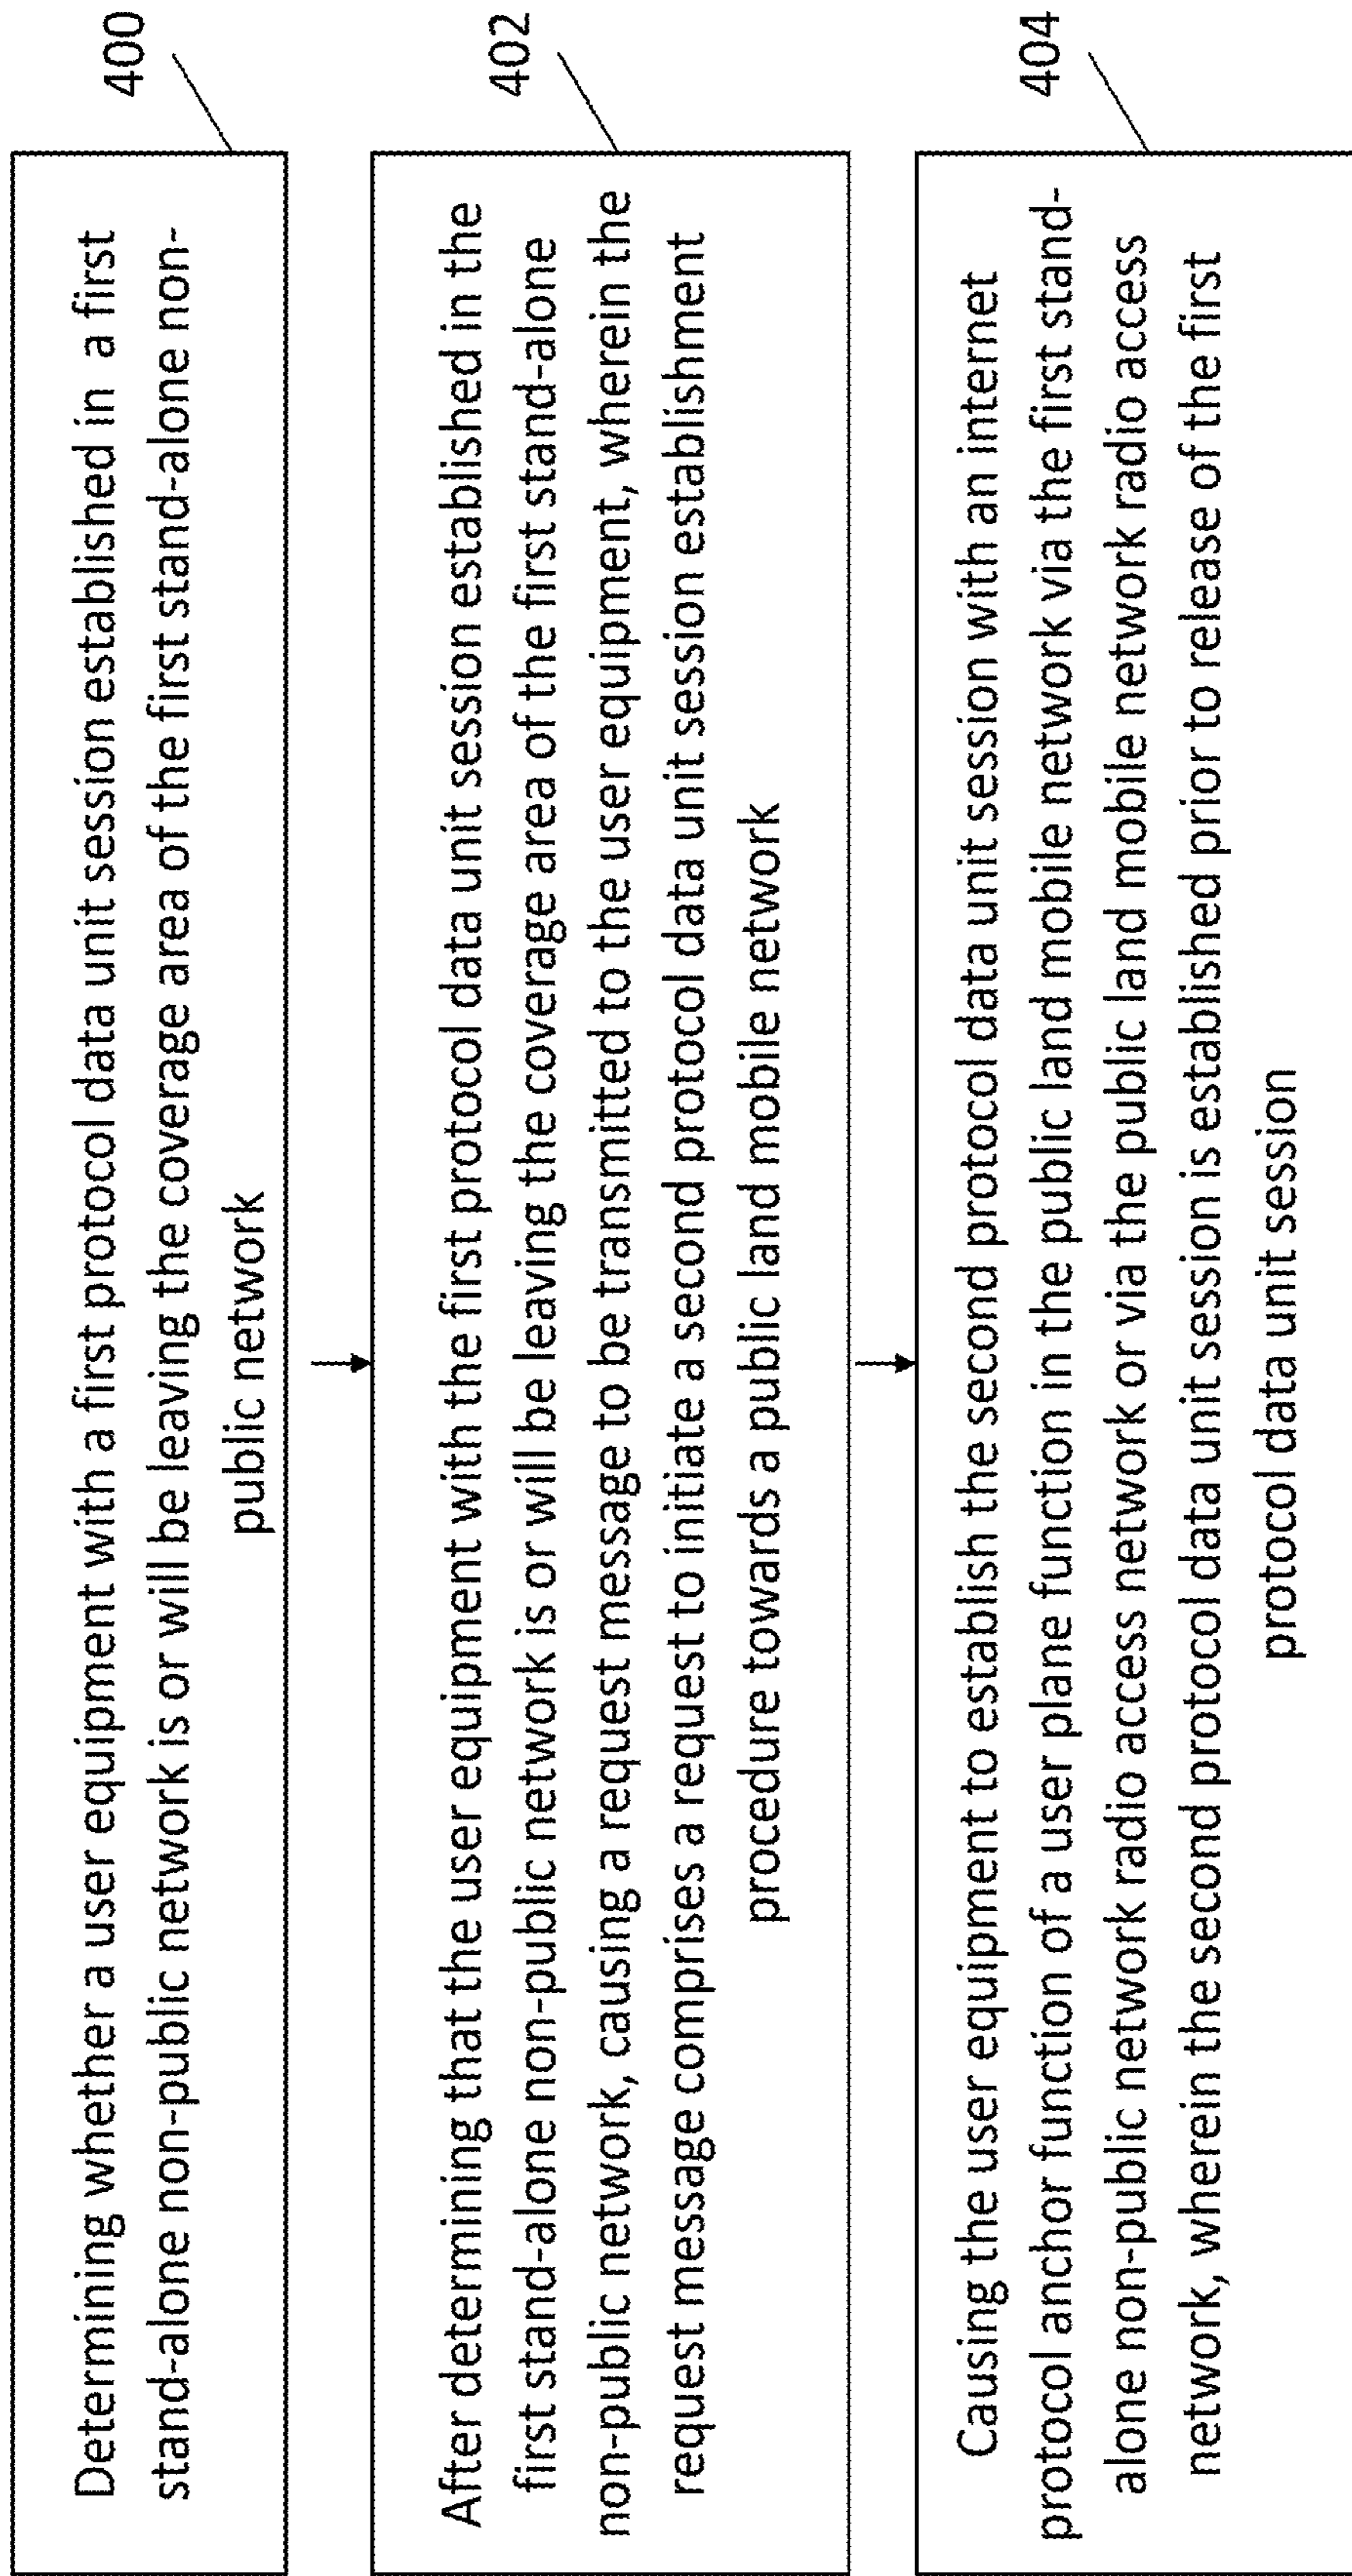 Determining whether a user equipment with a first protocol data unit session established in a first
stand-alone non-public network is or will be leaving the coverage area of the first stand-alone non-
public network
400
After determining that the user equipment with the first protocol data unit session established in the
first stand-alone non-public network is or will be leaving the coverage area of the first stand-alone
non-public network, causing a request message to be transmitted to the user equipment, wherein the
request message comprises a request to initiate a second protocol data unit session establishment
procedure towards a public land mobile network
402
Causing the user equipment to establish the second protocol data unit session with an internet
protocol anchor function of a user plane function in the public land mobile network via the first stand-
alone non-public network radio access network or via the public land mobile network radio access
network, wherein the second protocol data unit session is established prior to release of the first
protocol data unit session
404